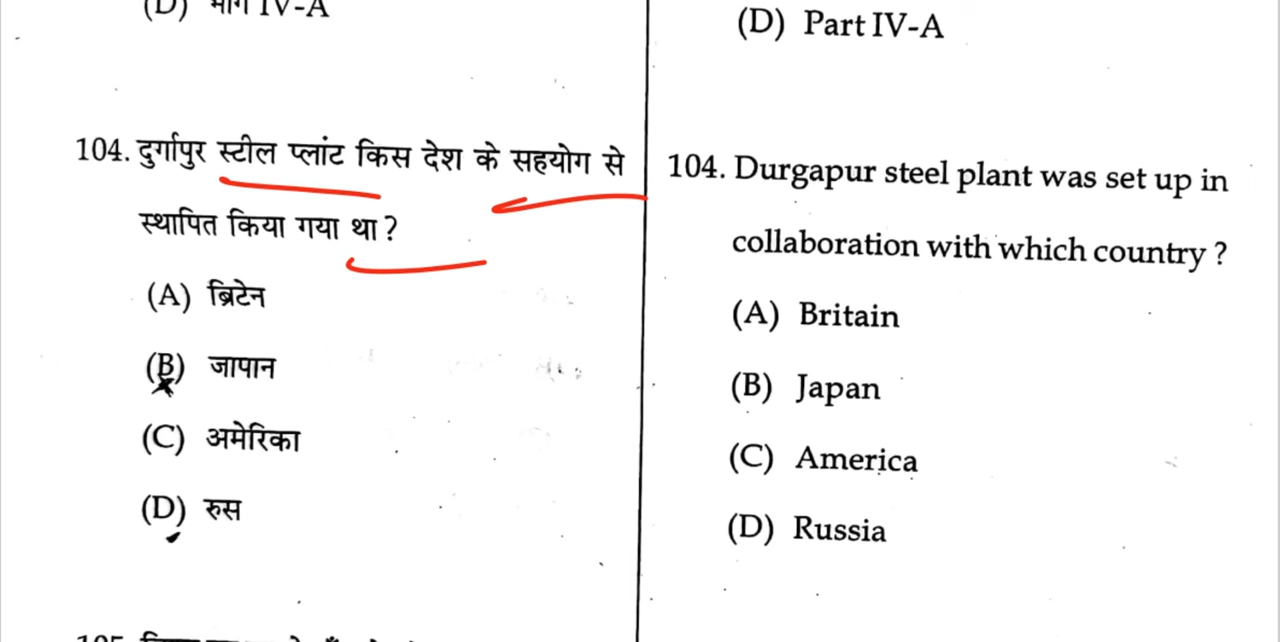 (D) भाग IV-A
104. दुर्गापुर स्टील प्लांट किस देश के सहयोग से
स्थापित किया गया था ?
(A) ब्रिटेन
(B) जापान
(C) अमेरिका
(D) रुस
(D) Part IV-A
104. Durgapur steel plant was set up in
collaboration with which country ?
(A) Britain
(B) Japan
(C) America
(D) Russia